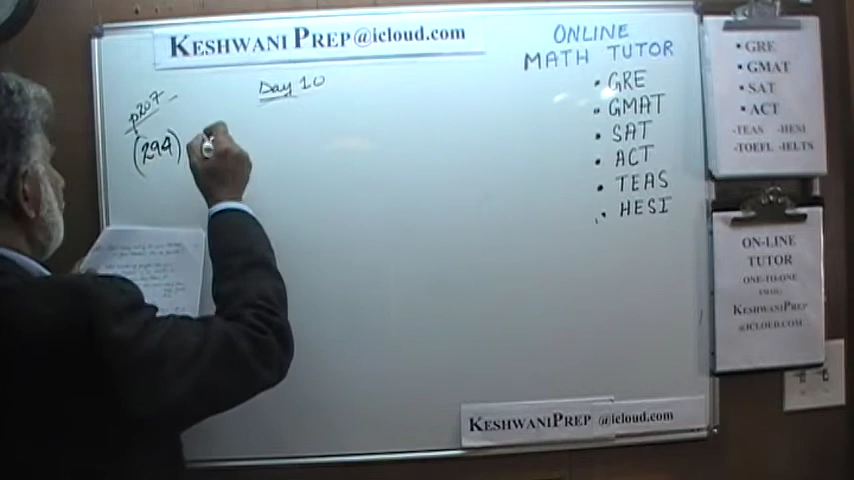 KESHWANI PREP@icloud.com
Day 10
p207
(294)
ONLINE
MATH TUTOR
• GRE
• GMAT
• SAT
• ACT
• TEAS
• HESI
• GRE
• GMAT
• SAT
• ACT
-TEAS -HESI
-TOEFL -IELTS
ON-LINE
TUTOR
ONE-TO-ONE
KESHWANIPREP
@ICLOUD.COM
KESHWANIPREP @icloud.com